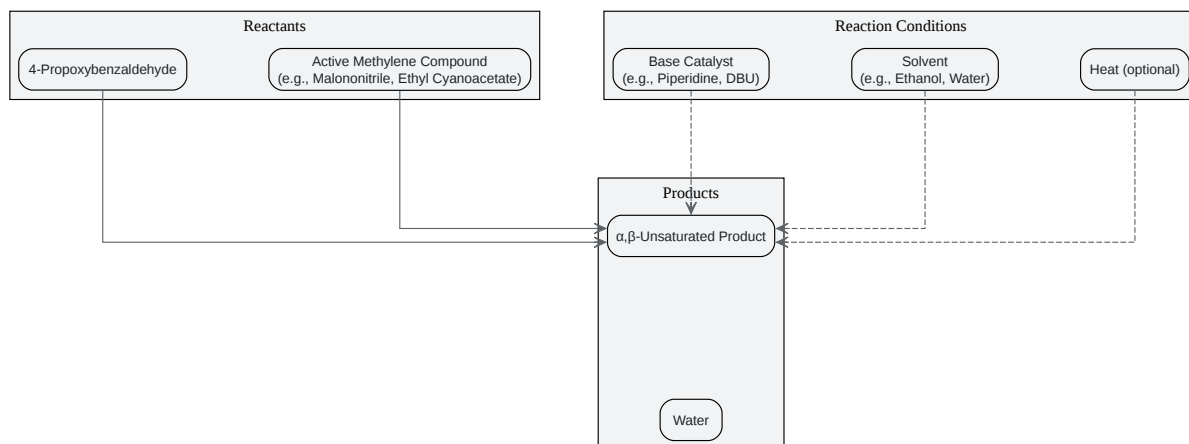 Reactants
Reaction Conditions
4-Propoxybenzaldehyde
Active Methylene Compound
(e.g., Malononitrile, Ethyl Cyanoacetate)
Base Catalyst
(e.g., Piperidine, DBU)
Solvent
(e.g., Ethanol, Water)
Heat (optional)
Products
α,β-Unsaturated Product
Water